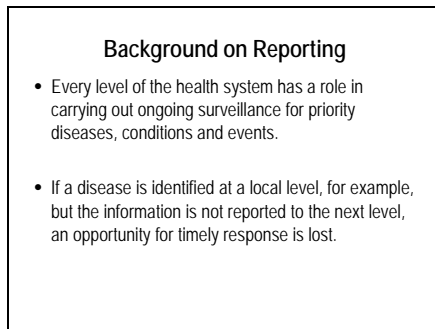 Background on Reporting
• Every level of the health system has a role in
carrying out ongoing surveillance for priority
diseases, conditions and events.
• If a disease is identified at a local level, for example,
but the information is not reported to the next level,
an opportunity for timely response is lost.